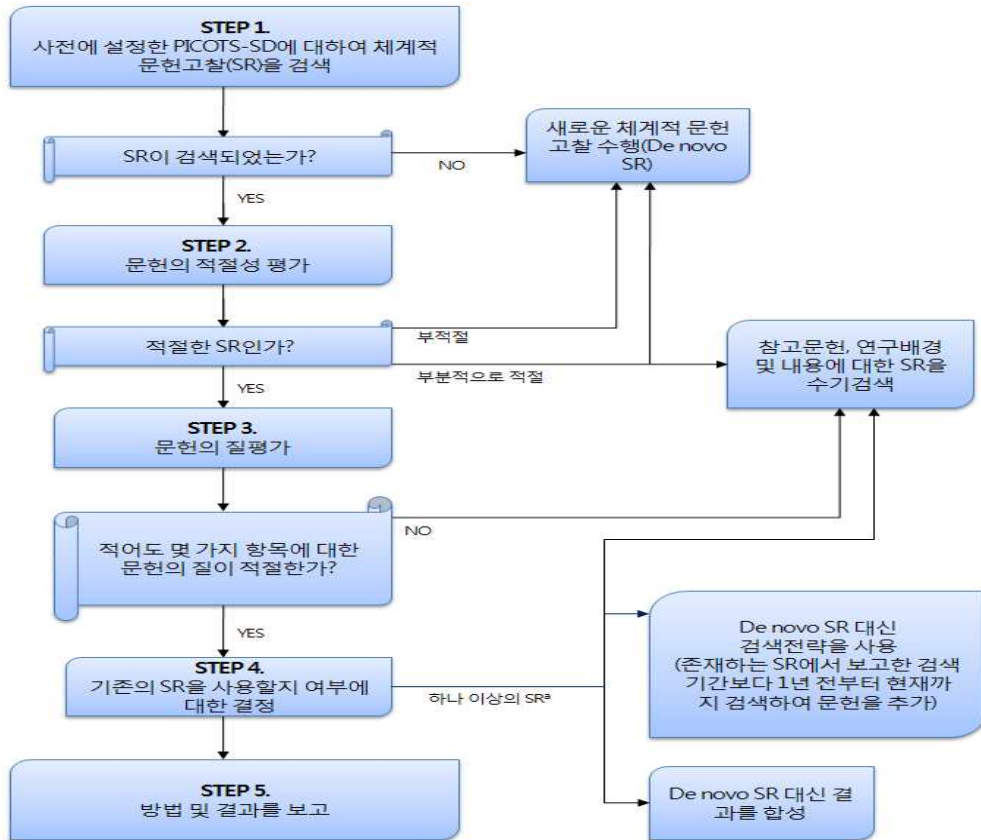 STEP 1.
사전에 설정한 PICOTS-SD에 대하여 체계적
문헌고찰(SR)을 검색
SR이 검색되었는가?
NO
새로운 체계적 문헌
고찰 수행(De novo
SR)
YES
STEP 2.
문헌의 적절성 평가
적절한 SR인가?
부적절
부분적으로 적절
참고문헌, 연구배경
및 내용에 대한 SR을
수기검색
YES
STEP 3.
문헌의 질평가
적어도 몇 가지 항목에 대한
문헌의 질이 적절한가?
NO
YES
STEP 4.
기존의 SR을 사용할지 여부에
대한 결정
하나 이상의 SRª
De novo SR 대신
검색전략을 사용
(존재하는 SR에서 보고한 검색
기간보다 1년 전부터 현재까
지 검색하여 문헌을 추가)
De novo SR 대신 결
과를 합성
STEP 5.
방법 및 결과를 보고